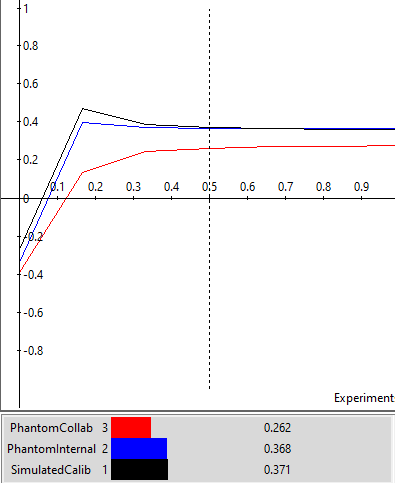 1
0.8
0.6
0.4
0.2
0
0.1 0.2 0.3 0.4 0.5 0.6 0.7 0.8 0.9
-0.2
-0.4
-0.6
-0.8
Experiment
PhantomCollab 3 0.262
PhantomInternal 2 0.368
SimulatedCalib 1 0.371